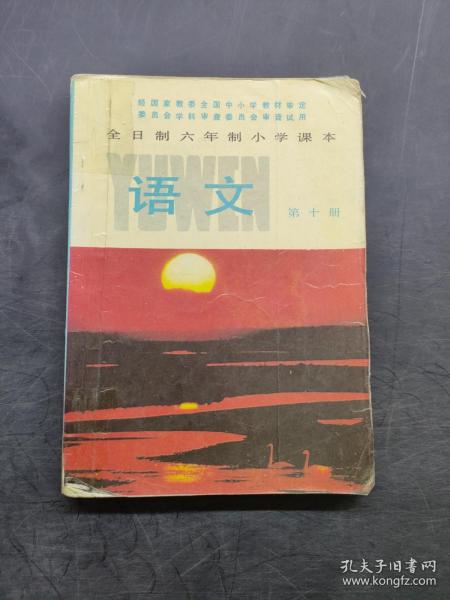 经国家教委全国中小学教材审定
委员会学科审查委员会审查试用
全日制六年制小学课本
YUWEN
语文
第十册
孔夫子旧书网
www.kongfz.com